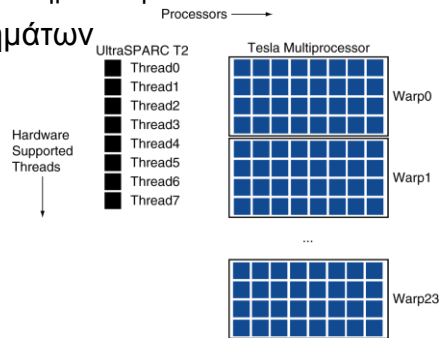 Processors
ημάτων
UltraSPARC T2
Tesla Multiprocessor
Thread0
Thread1
Thread2
Thread3
Thread4
Thread5
Thread6
Thread7
Hardware
Supported
Threads
Warp0
Warp1
...
Warp23